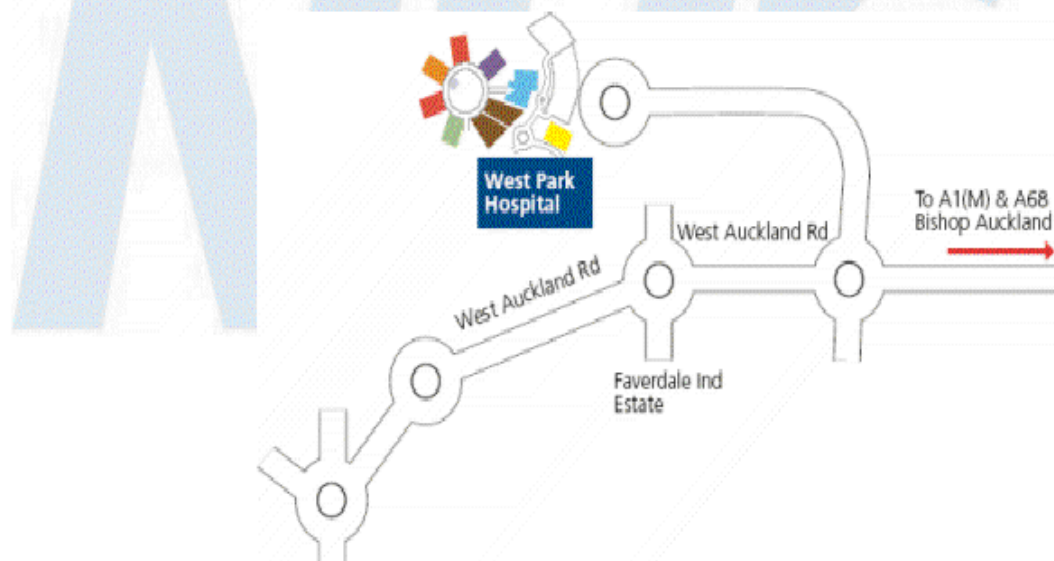 West Park
Hospital
To A1(M) & A68
Bishop Auckland
West Auckland Rd
West Auckland Rd
Faverdale Ind
Estate